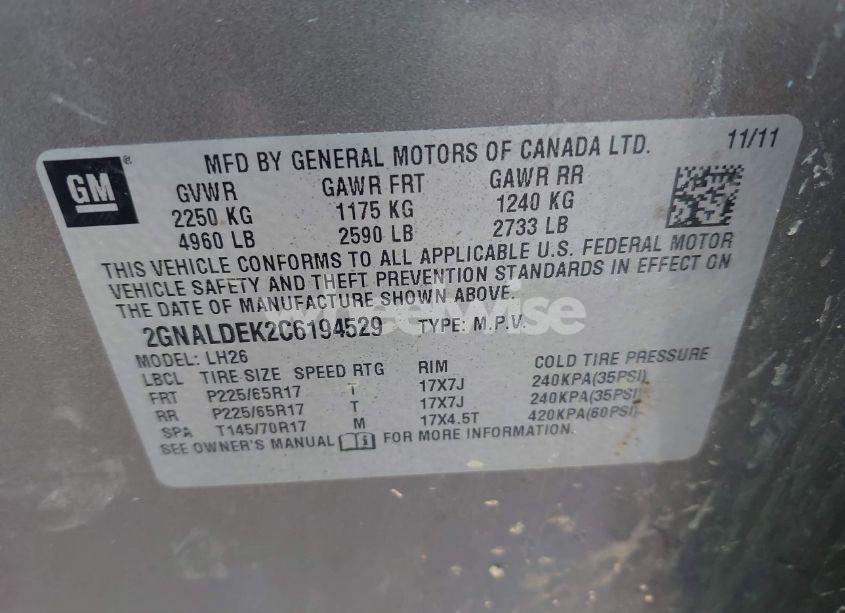 GM
MFD BY GENERAL MOTORS OF CANADA LTD. 11/11
GVWR GAWR FRT GAWR RR
2250 KG 1175 KG 1240 KG
4960 LB 2590 LB 2733 LB
THIS VEHICLE CONFORMS TO ALL APPLICABLE U.S. FEDERAL MOTOR
VEHICLE SAFETY AND THEFT PREVENTION STANDARDS IN EFFECT ON
THE DATE OF MANUFACTURE SHOWN ABOVE.
wheelwise
2GNALDEK2C6194529 TYPE: M.P.V.
MODEL: LH26
LBCL TIRE SIZE SPEED RTG RIM COLD TIRE PRESSURE
FRT P225/65R17 T 17X7J 240KPA(35PSI)
RR P225/65R17 T 17X7J 240KPA(35PSI)
SPA T145/70R17 M 17X4.5T 420KPA(60PSI)
SEE OWNER'S MANUAL FOR MORE INFORMATION.